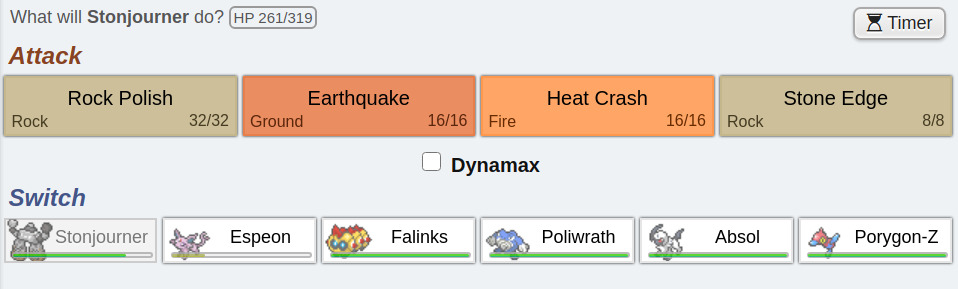 What will Stonjourner do? HP 261/319
Timer
Attack
Rock Polish
Rock 32/32
Earthquake
Ground 16/16
Heat Crash
Fire 16/16
Stone Edge
Rock 8/8
Dynamax
Switch
Stonjourner
Espeon
Falinks
Poliwrath
Absol
Porygon-Z